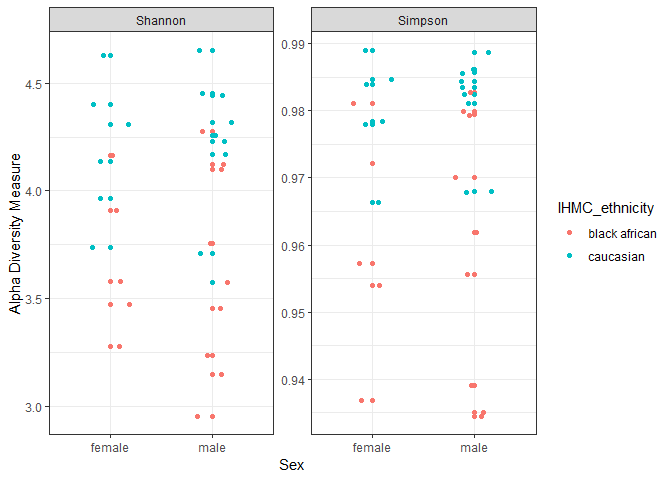 Shannon
Simpson
Alpha Diversity Measure
4.5
4.0
3.5
3.0
0.99
0.98
0.97
0.96
0.95
0.94
female
male
female
male
Sex
IHMC_ethnicity
black african
caucasian